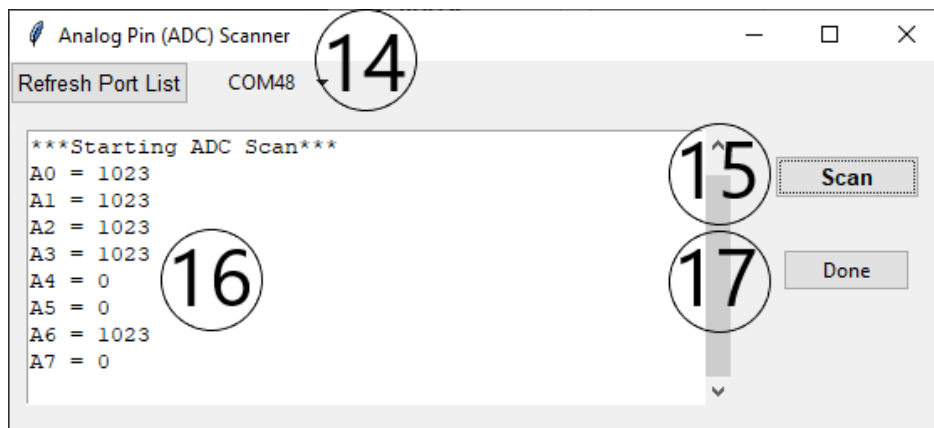 Analog Pin (ADC) Scanner
14
Refresh Port List
COM48
***Starting ADC Scan***
A0 = 1023
A1 = 1023
A2 = 1023
A3 = 1023
A4 = 0
A5 = 0
A6 = 1023
A7 = 0
16
15
Scan
17
Done